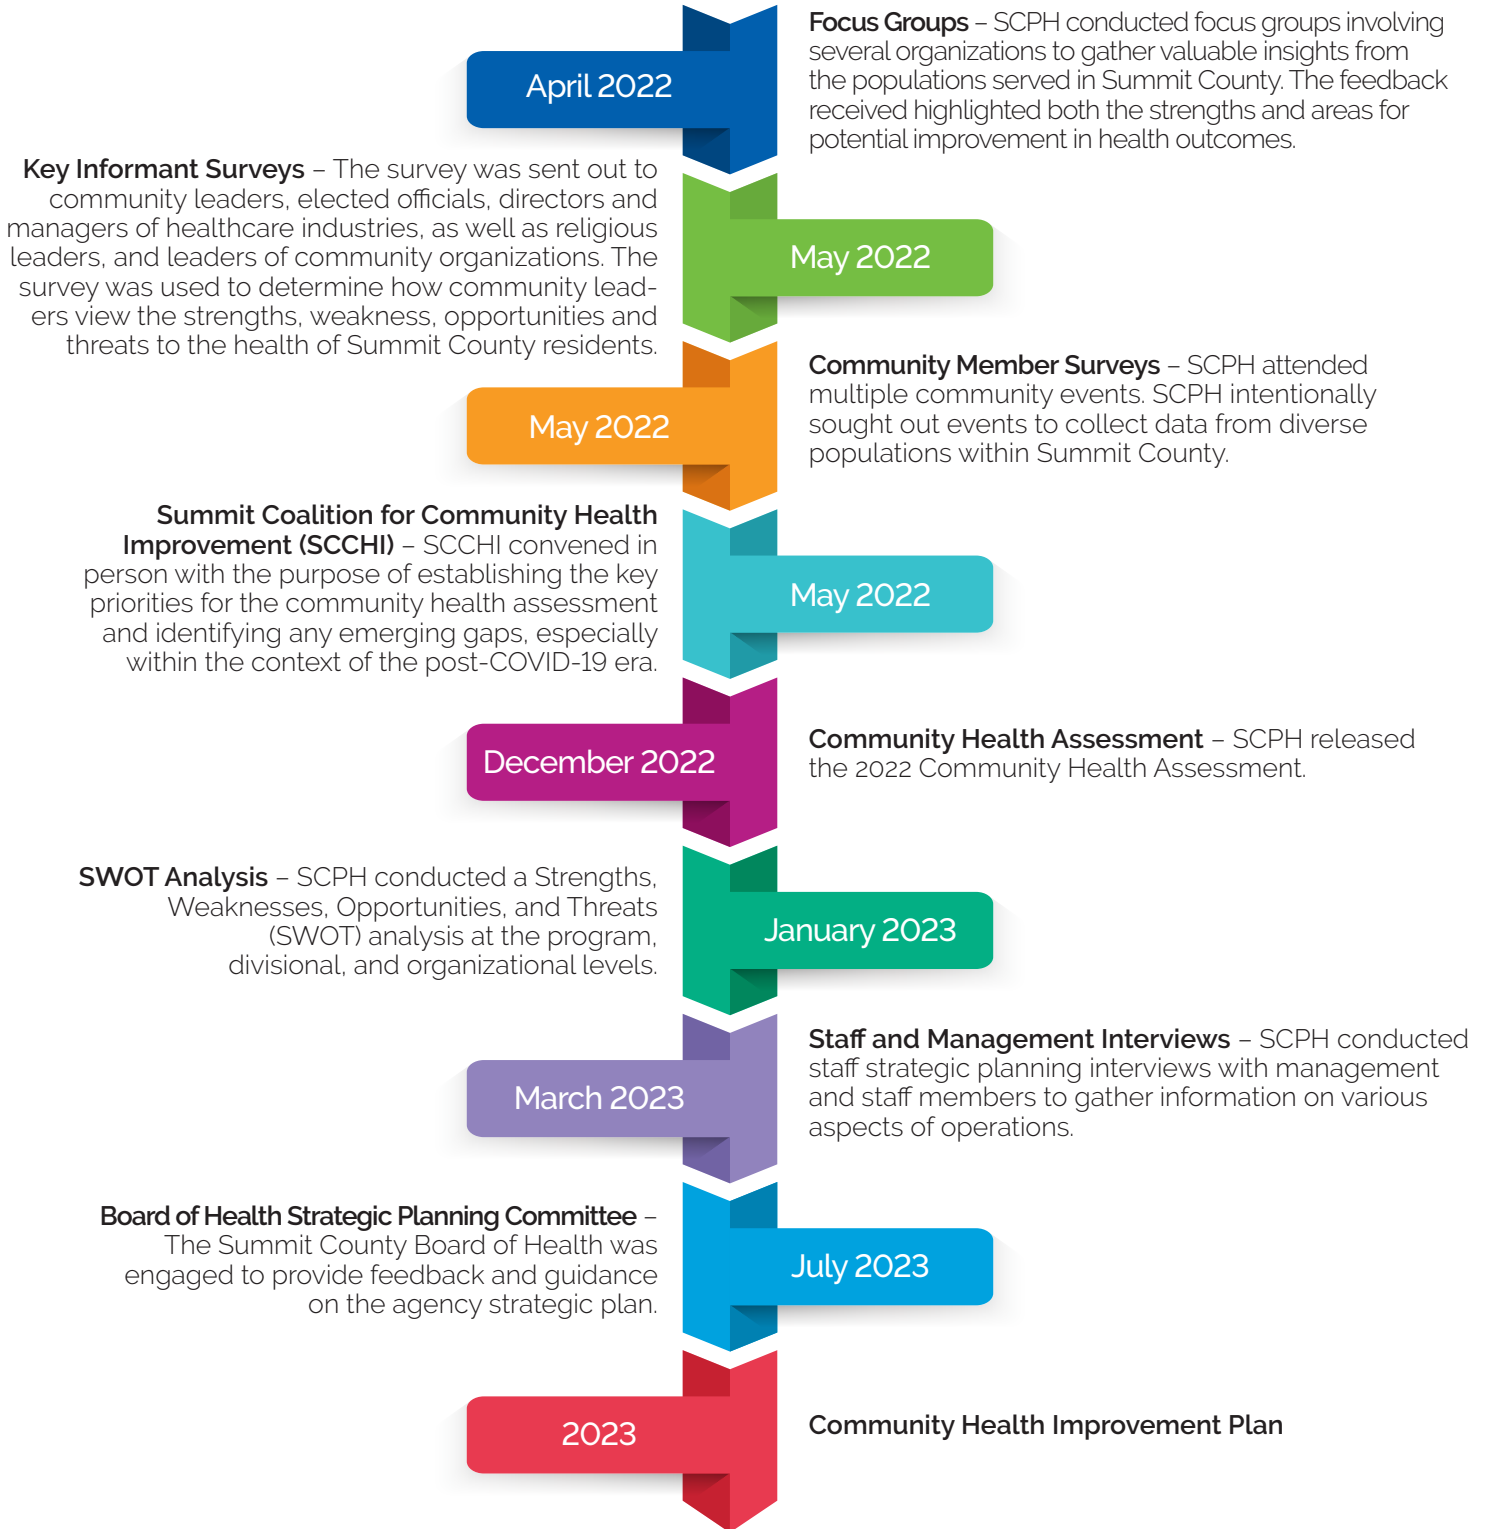 April 2022
Focus Groups – SCPH conducted focus groups involving
several organizations to gather valuable insights from
the populations served in Summit County. The feedback
received highlighted both the strengths and areas for
potential improvement in health outcomes.
May 2022
Key Informant Surveys – The survey was sent out to
community leaders, elected officials, directors and
managers of healthcare industries, as well as religious
leaders, and leaders of community organizations. The
survey was used to determine how community lead-
ers view the strengths, weakness, opportunities and
threats to the health of Summit County residents.
May 2022
Community Member Surveys – SCPH attended
multiple community events. SCPH intentionally
sought out events to collect data from diverse
populations within Summit County.
May 2022
Summit Coalition for Community Health
Improvement (SCCHI) – SCCHI convened in
person with the purpose of establishing the key
priorities for the community health assessment
and identifying any emerging gaps, especially
within the context of the post-COVID-19 era.
December 2022
Community Health Assessment – SCPH released
the 2022 Community Health Assessment.
January 2023
SWOT Analysis – SCPH conducted a Strengths,
Weaknesses, Opportunities, and Threats
(SWOT) analysis at the program,
divisional, and organizational levels.
March 2023
Staff and Management Interviews – SCPH conducted
staff strategic planning interviews with management
and staff members to gather information on various
aspects of operations.
July 2023
Board of Health Strategic Planning Committee –
The Summit County Board of Health was
engaged to provide feedback and guidance
on the agency strategic plan.
2023
Community Health Improvement Plan